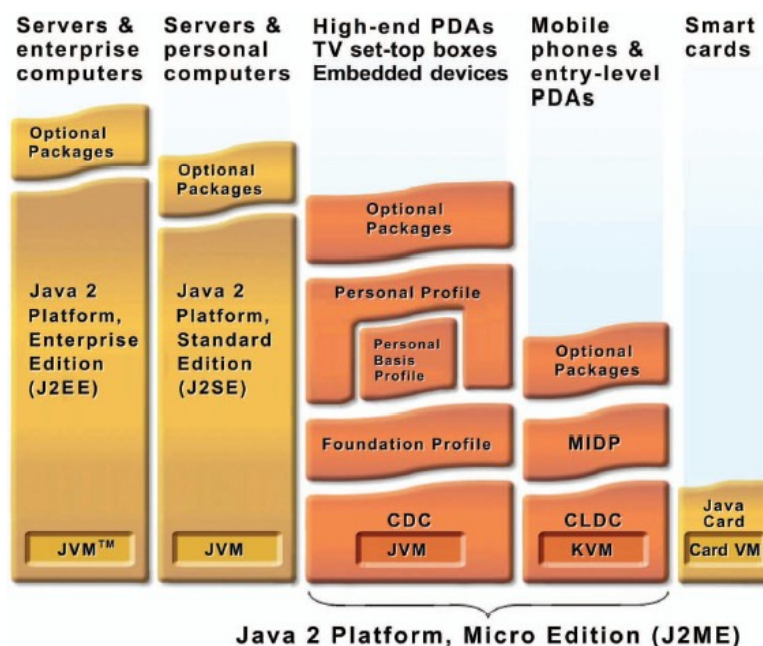 Servers &
enterprise
computers
Servers &
personal
computers
High-end PDAs
TV set-top boxes
Embedded devices
Mobile
phones &
entry-level
PDAs
Smart
cards
Optional
Packages
Java 2
Platform,
Enterprise
Edition
(J2EE)
JVM™
Optional
Packages
Java 2
Platform,
Standard
Edition
(J2SE)
JVM
Optional
Packages
Personal Profile
Personal
Basis
Profile
Foundation Profile
CDC
JVM
Optional
Packages
MIDP
CLDC
KVM
Java
Card
Card VM
Java 2 Platform, Micro Edition (J2ME)